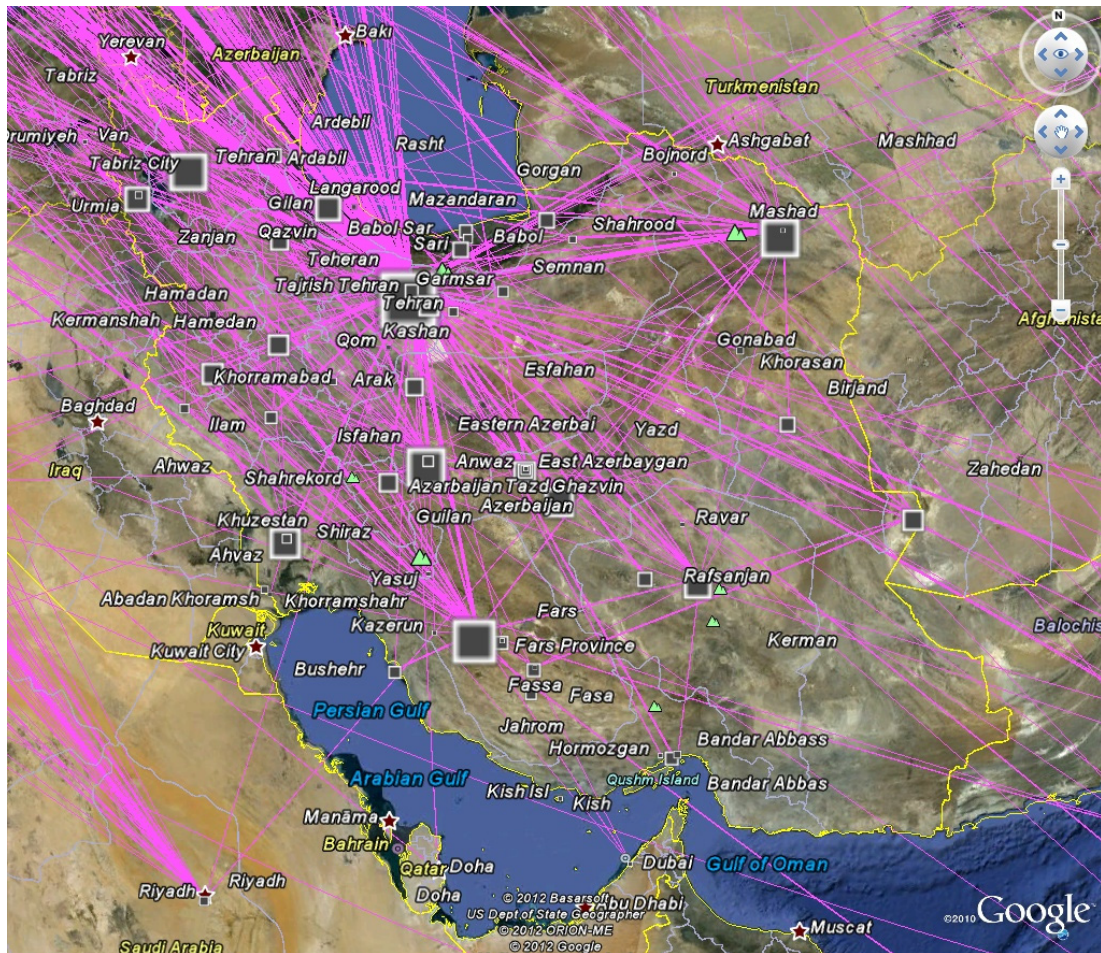 N
Yerevan
Bakı
Azerbaijan
Tabriz
Turkmenistan
Ardebil
Van
Rasht
Ashgabat
Mashhad
Tabriz City
Tehran
Ardabil
Bojnord
Gorgan
Langarood
Urmia
Gilan
Mazandaran
Mashad
Zanjan
Qazvin
Babol Sar
Babol
Shahrood
Sari
Teheran
Semnan
Tajrish Tehran
Garmsar
Hamadan
Tehran
Kermanshah
Hamedan
Kashan
Qom
Gonabad
Khorasan
Esfahan
Khorramabad
Arak
Birjand
Baghdad
Ilam
Isfahan
Eastern Azerbai
Yazd
Iraq
Ahwaz
Anwaz
East Azerbaygan
Zahedan
Shahrekord
Azarbaijan
Tazd
Ghazvin
Azerbaijan
Guilan
Khuzestan
Shiraz
Ravar
Ahvaz
Yasuj
Rafsanjan
Abadan Khoramsh
Khorramshahr
Fars
Kuwait
Kazerun
Kerman
Balochis
Kuwait City
Fars Province
Bushehr
Fassa
Fasa
Persian Gulf
Jahrom
Hormozgan
Bandar Abbass
Arabian Gulf
Qushm Island
Bandar Abbas
Kish Isl
Kish
Manāma
Bahrain
Qatar
Doha
Dubai
Gulf of Oman
Riyadh
Riyadh
Doha
© 2012 Basarsoft
Abu Dhabi
US Dept of State Geographer
© 2012 ORION-ME
© 2012 Google
©2010 Google
Muscat
Saudi Arabia